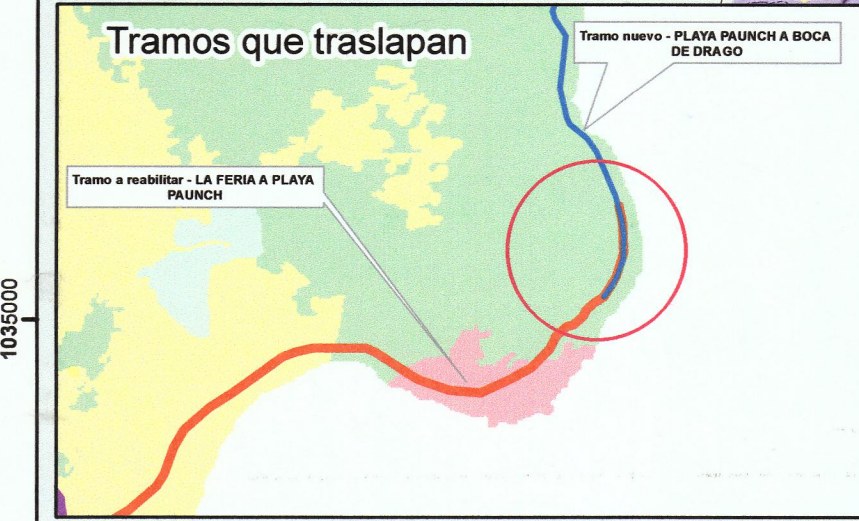 Tramos que traslapan
Tramo nuevo - PLAYA PAUNCH A BOCA
DE DRAGO
Tramo a reabilitar - LA FERIA A PLAYA
PAUNCH
1035000